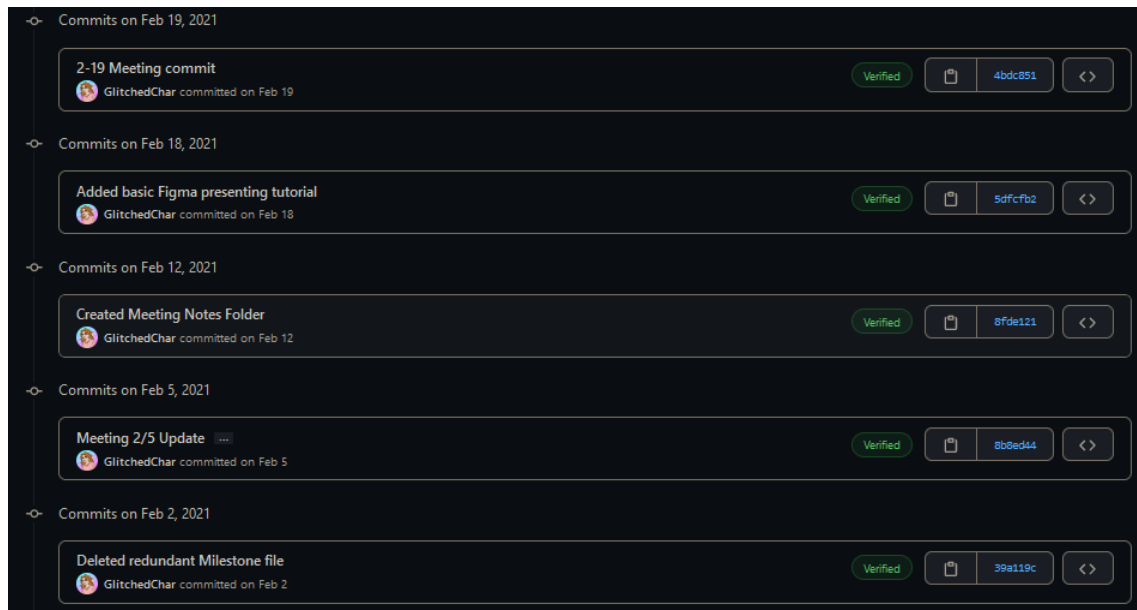 Commits on Feb 19, 2021
2-19 Meeting commit
Verified
4bdc851
GlitchedChar committed on Feb 19
Commits on Feb 18, 2021
Added basic Figma presenting tutorial
Verified
5dfcfb2
GlitchedChar committed on Feb 18
Commits on Feb 12, 2021
Created Meeting Notes Folder
Verified
8fde121
GlitchedChar committed on Feb 12
Commits on Feb 5, 2021
Meeting 2/5 Update ...
Verified
8b8ed44
GlitchedChar committed on Feb 5
Commits on Feb 2, 2021
Deleted redundant Milestone file
Verified
39a119c
GlitchedChar committed on Feb 2